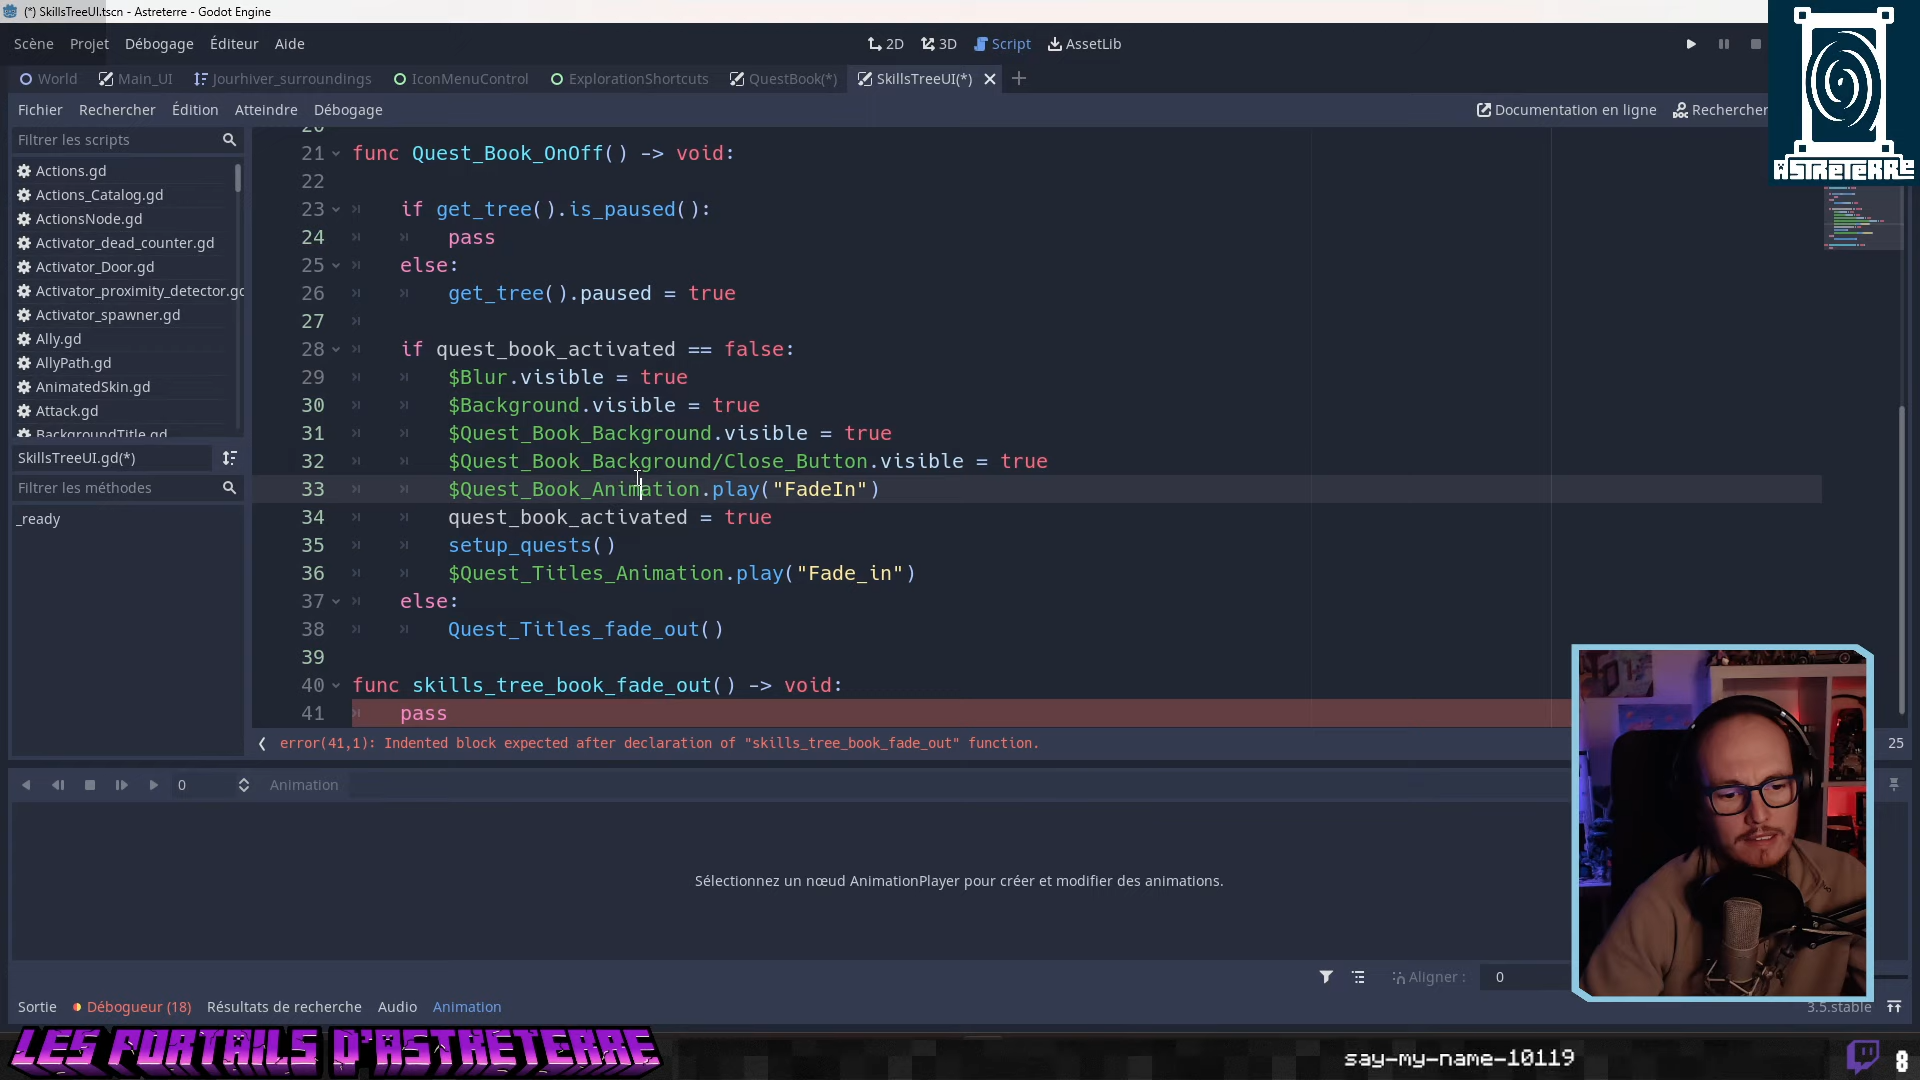 (*) SkillsTreeUI.tscn - Astreterre - Godot Engine
Scène Projet Débogage Éditeur Aide
2D 3D Script AssetLib
World Main_UI Jourhiver_surroundings IconMenuControl ExplorationShortcuts QuestBook(*) SkillsTreeUI(*)
Fichier Rechercher Édition Atteindre Débogage
Documentation en ligne Rechercher
ASTRETERRE
Filtrer les scripts
Actions.gd
Actions_Catalog.gd
ActionsNode.gd
Activator_dead_counter.gd
Activator_Door.gd
Activator_proximity_detector.gd
Activator_spawner.gd
Ally.gd
AllyPath.gd
AnimatedSkin.gd
Attack.gd
BackgroundTitle.gd
SkillsTreeUI.gd(*)
Filtrer les méthodes
_ready
20
21 func Quest_Book_OnOff() -> void:
22
23 if get_tree().is_paused():
24 pass
25 else:
26 get_tree().paused = true
27
28 if quest_book_activated == false:
29 $Blur.visible = true
30 $Background.visible = true
31 $Quest_Book_Background.visible = true
32 $Quest_Book_Background/Close_Button.visible = true
33 $Quest_Book_Animation.play("FadeIn")
34 quest_book_activated = true
35 setup_quests()
36 $Quest_Titles_Animation.play("Fade_in")
37 else:
38 Quest_Titles_fade_out()
39
40 func skills_tree_book_fade_out() -> void:
41 pass
error(41,1): Indented block expected after declaration of "skills_tree_book_fade_out" function.
25
0 Animation
Sélectionnez un nœud AnimationPlayer pour créer et modifier des animations.
Aligner : 0
Sortie Débogueur (18) Résultats de recherche Audio Animation
3.5.stable
LES PORTAILS D'ASTRETERRE
say-my-name-10119
8